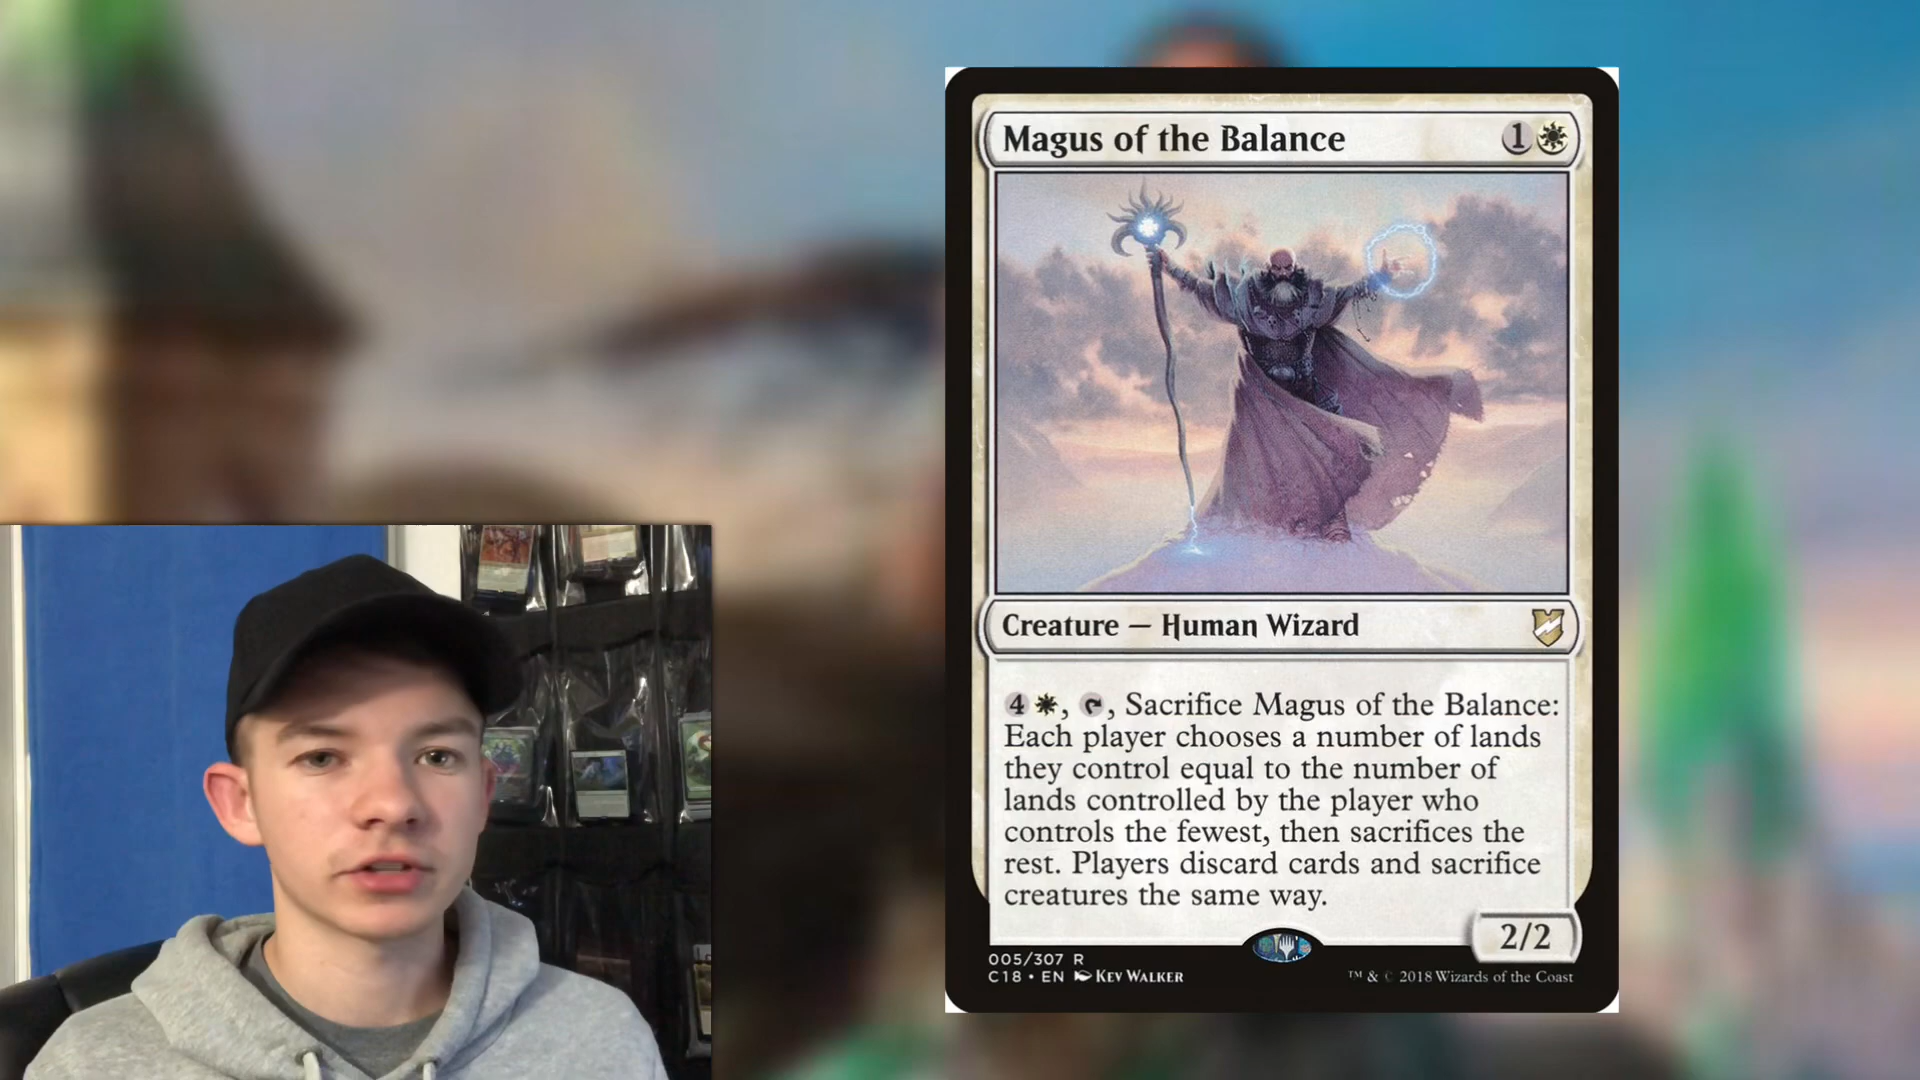 Magus of the Balance 1
Creature — Human Wizard
4, Sacrifice Magus of the Balance:
Each player chooses a number of lands
they control equal to the number of
lands controlled by the player who
controls the fewest, then sacrifices the
rest. Players discard cards and sacrifice
creatures the same way.
2/2
005/307 R
C18 • EN Kev Walker
™ & © 2018 Wizards of the Coast